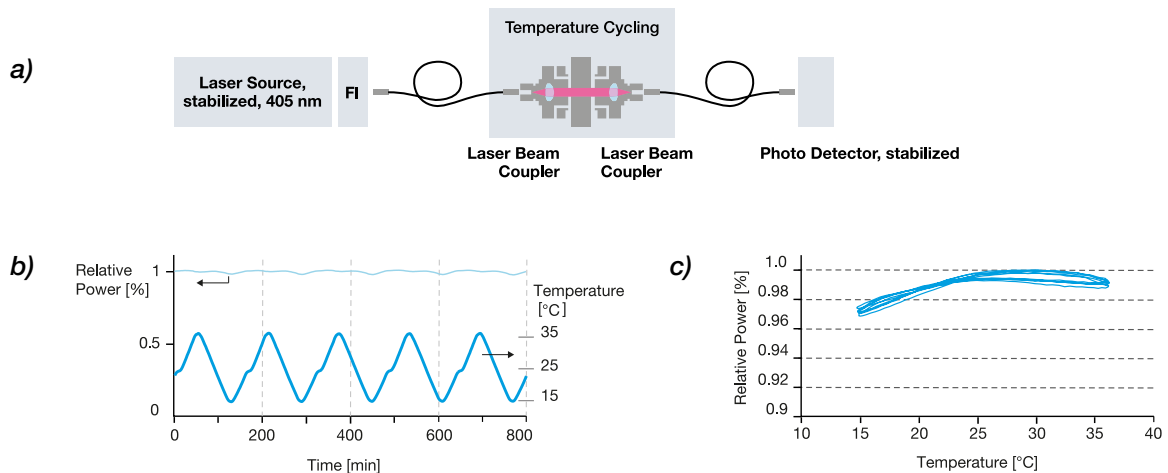 a)
Temperature Cycling
Laser Source,
stabilized, 405 nm
FI
Laser Beam
Coupler
Laser Beam
Coupler
Photo Detector, stabilized
b)
Relative
Power [%]
1
0.5
0
Temperature
[°C]
35
25
15
0
200
400
600
800
Time [min]
c)
Relative Power [%]
1.0
0.98
0.96
0.94
0.92
0.9
10
15
20
25
30
35
40
Temperature [°C]